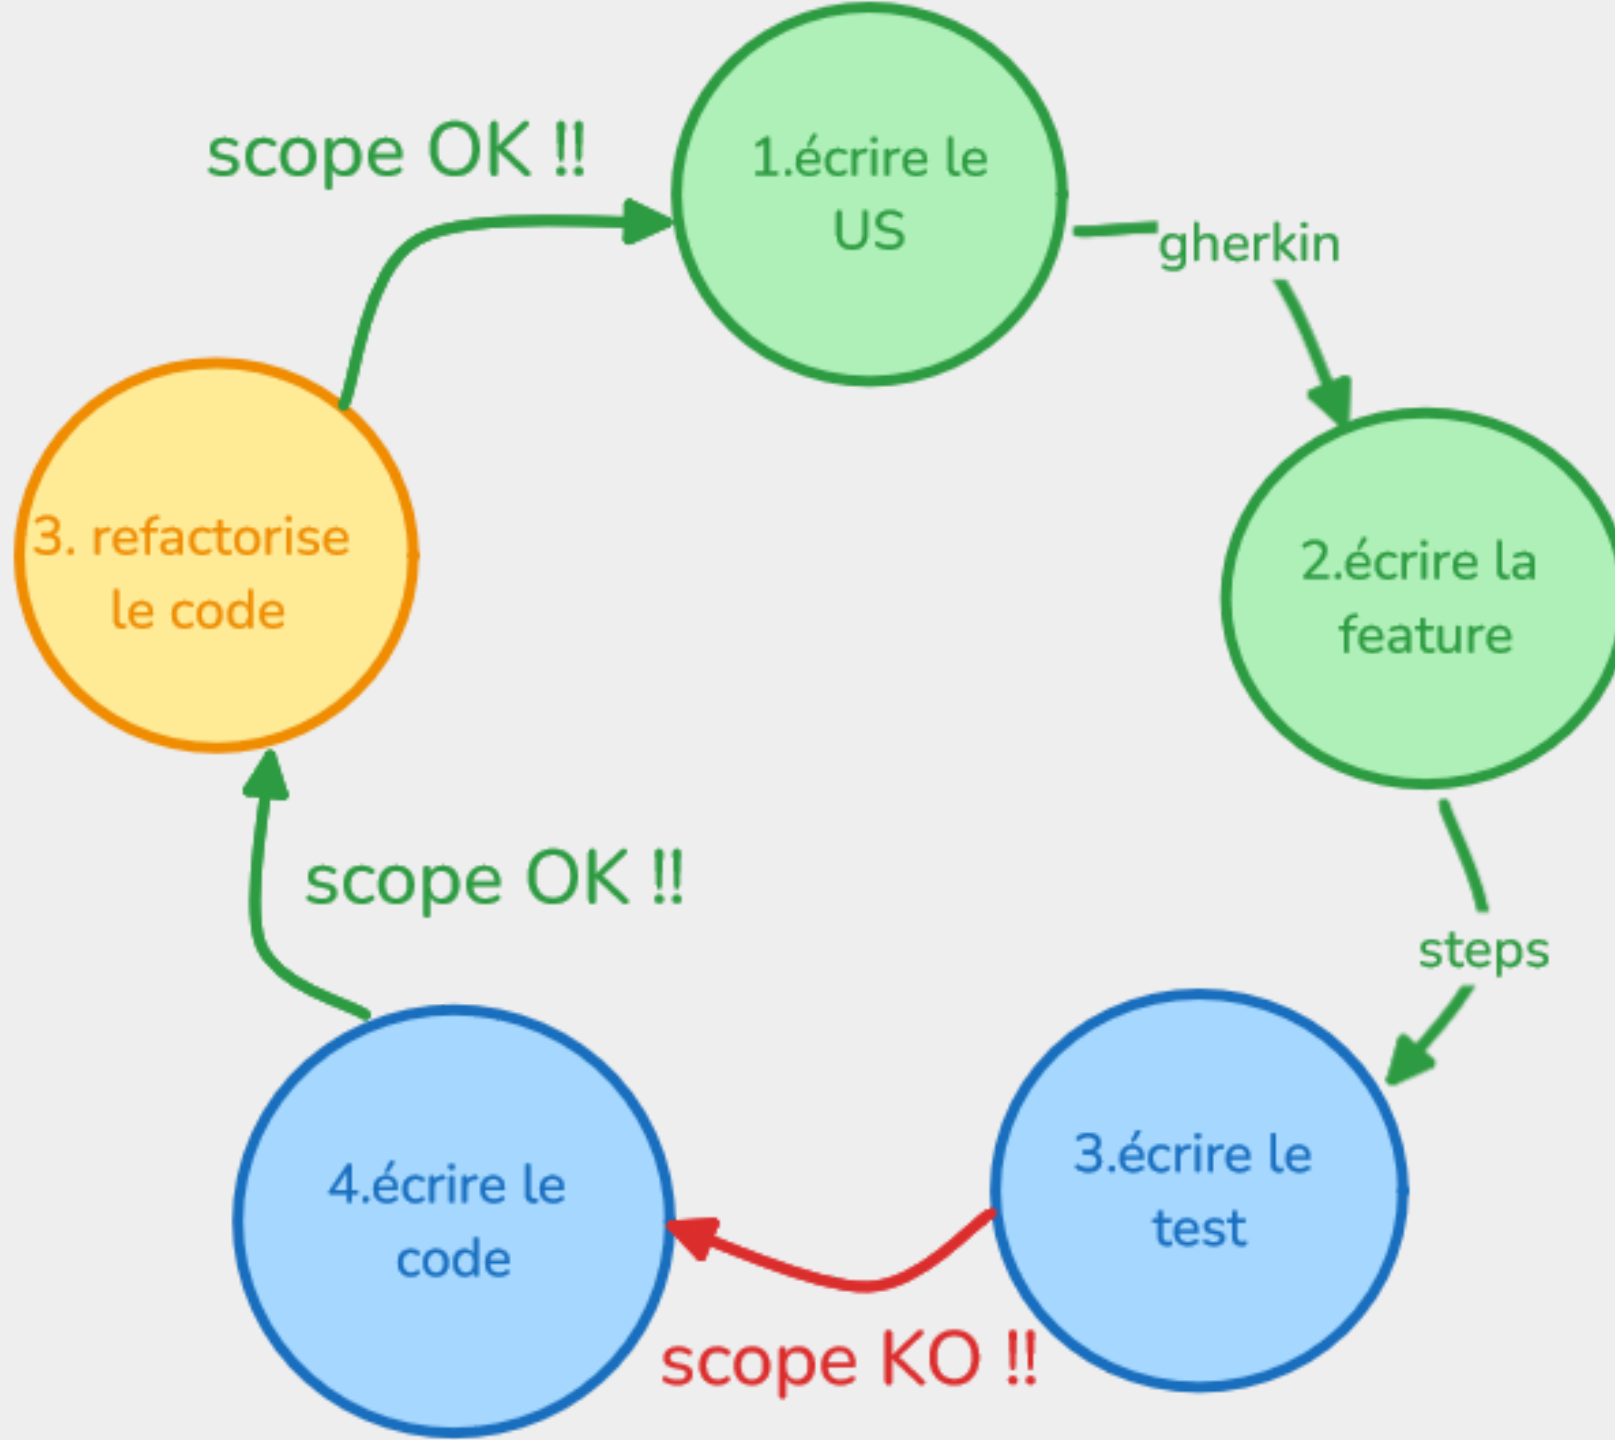 scope OK !!
1.écrire le
US
gherkin
3. refactorise
le code
2.écrire la
feature
scope OK !!
steps
4.écrire le
code
3.écrire le
test
scope KO !!